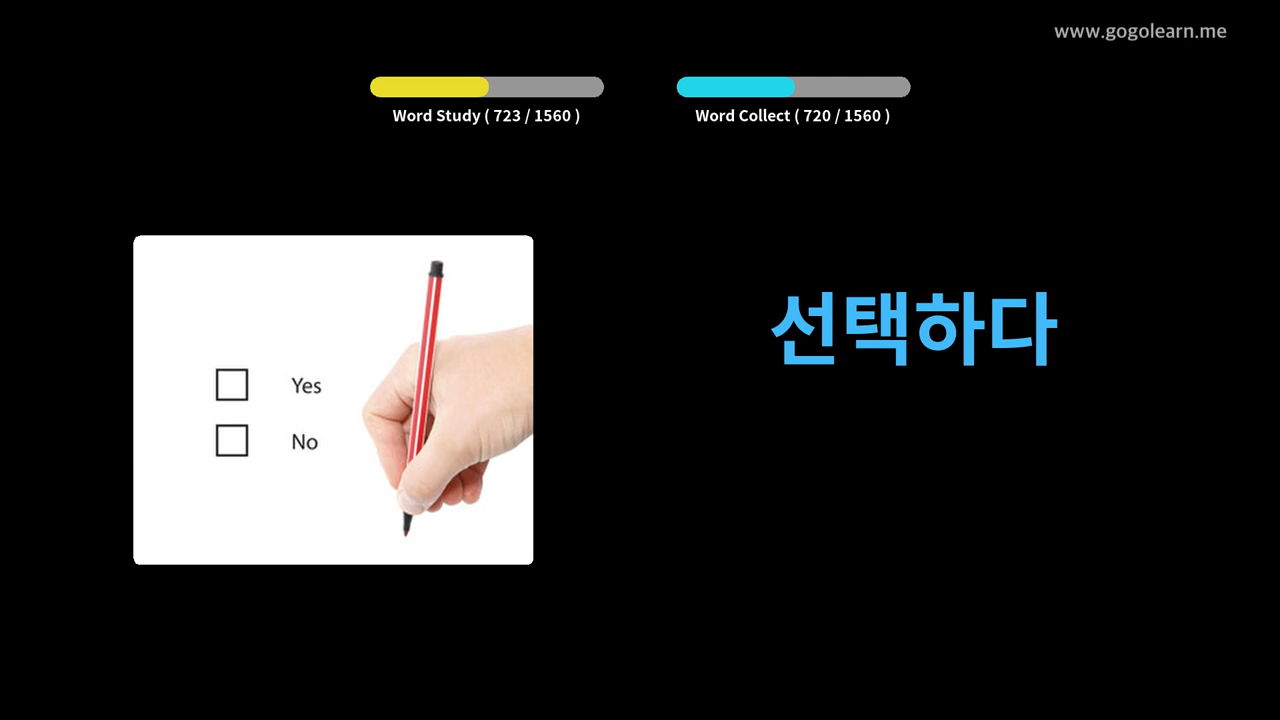 www.gogolearn.me
Word Study ( 723 / 1560 )
Word Collect ( 720 / 1560 )
Yes
No
선택하다